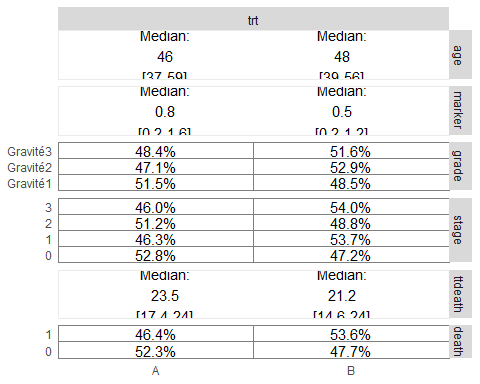 trt
Median: Median:
46 48
[37-59] [39-56]
age
Median: Median:
0.8 0.5
[0.2-1.6] [0.2-1.2]
marker
Gravité3 48.4% 51.6%
Gravité2 47.1% 52.9%
Gravité1 51.5% 48.5%
grade
3 46.0% 54.0%
2 51.2% 48.8%
1 46.3% 53.7%
0 52.8% 47.2%
stage
Median: Median:
23.5 21.2
[17.4-24] [14.6-24]
ttdeath
1 46.4% 53.6%
0 52.3% 47.7%
death
A B